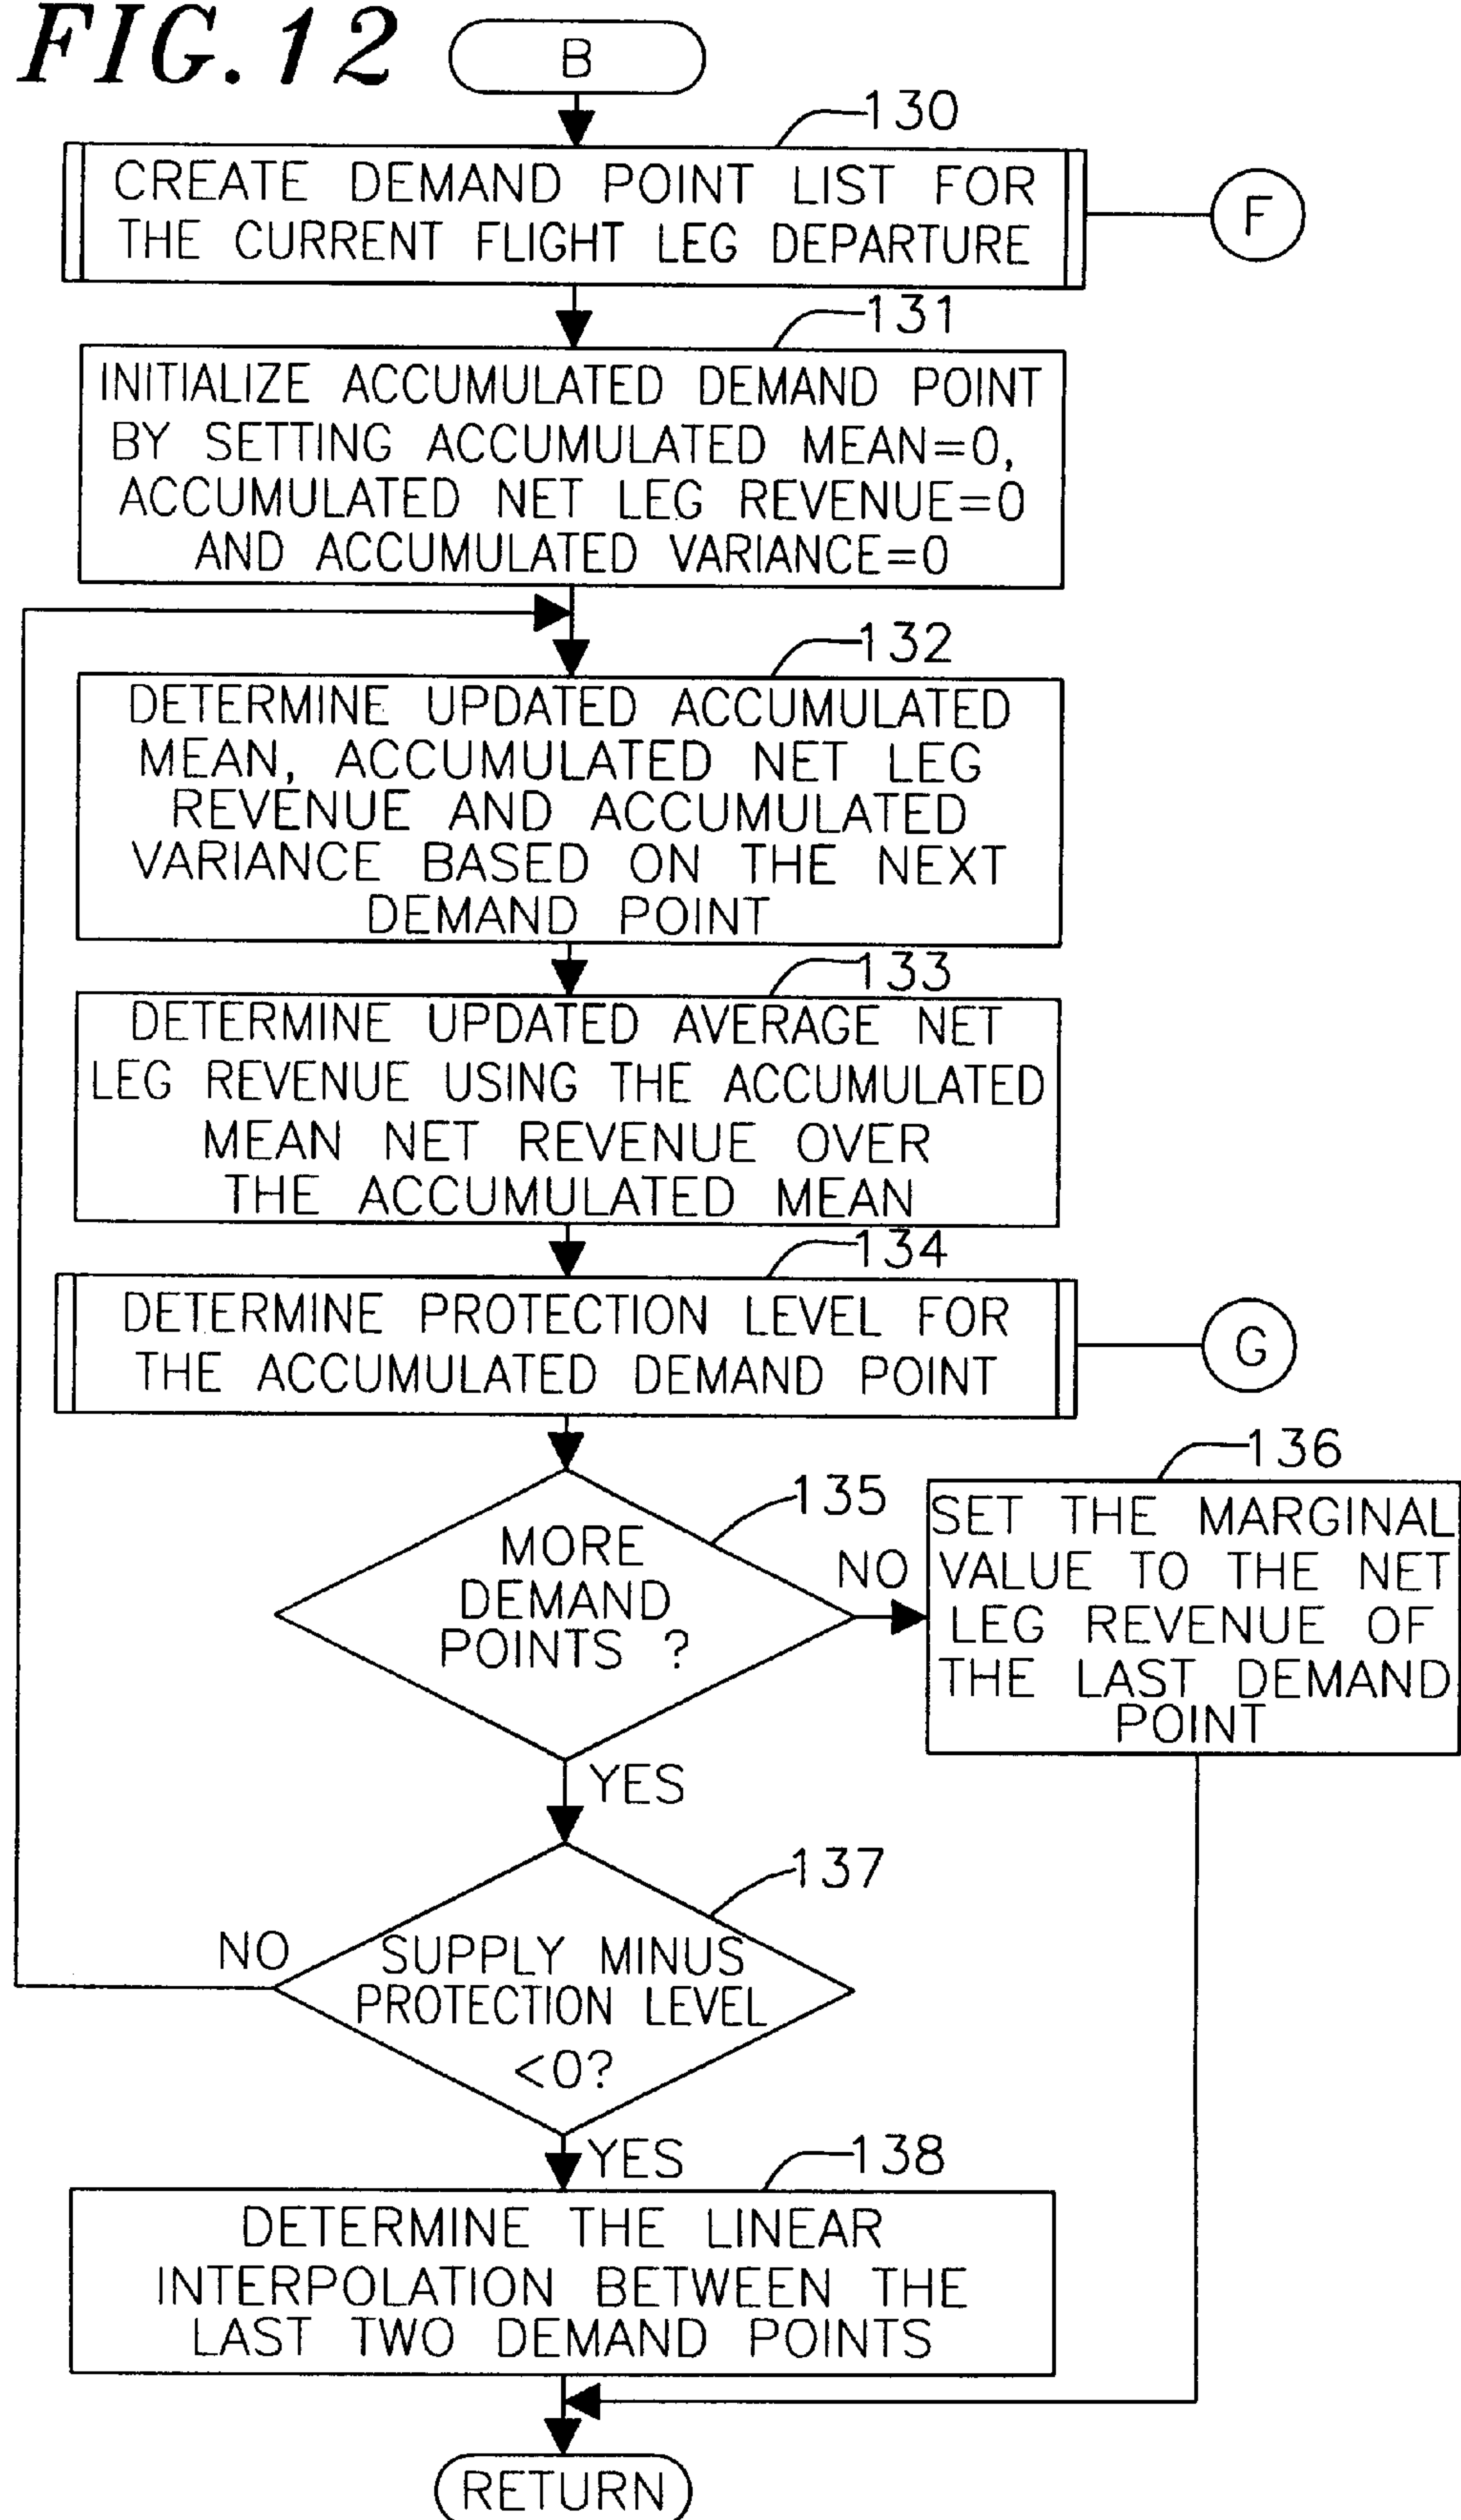 FIG. 12
B
130
CREATE DEMAND POINT LIST FOR
THE CURRENT FLIGHT LEG DEPARTURE
F
131
INITIALIZE ACCUMULATED DEMAND POINT
BY SETTING ACCUMULATED MEAN=0,
ACCUMULATED NET LEG REVENUE=0
AND ACCUMULATED VARIANCE=0
132
DETERMINE UPDATED ACCUMULATED
MEAN, ACCUMULATED NET LEG
REVENUE AND ACCUMULATED
VARIANCE BASED ON THE NEXT
DEMAND POINT
133
DETERMINE UPDATED AVERAGE NET
LEG REVENUE USING THE ACCUMULATED
MEAN NET REVENUE OVER
THE ACCUMULATED MEAN
134
DETERMINE PROTECTION LEVEL FOR
THE ACCUMULATED DEMAND POINT
G
135
MORE
DEMAND
POINTS ?
NO
136
SET THE MARGINAL
VALUE TO THE NET
LEG REVENUE OF
THE LAST DEMAND
POINT
YES
137
NO
SUPPLY MINUS
PROTECTION LEVEL
<0?
YES
138
DETERMINE THE LINEAR
INTERPOLATION BETWEEN THE
LAST TWO DEMAND POINTS
RETURN